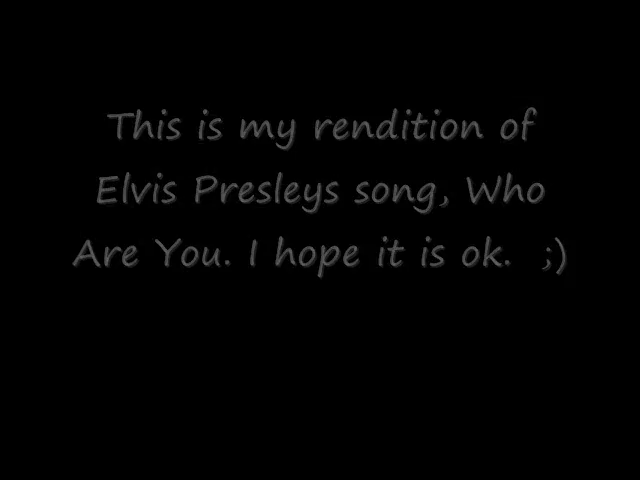 This is my rendition of
Elvis Presleys song, Who
Are You. I hope it is ok.  ;)